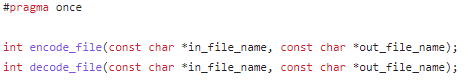 #pragma once
int encode_file(const char *in_file_name, const char *out_file_name);
int decode_file(const char *in_file_name, const char *out_file_name);